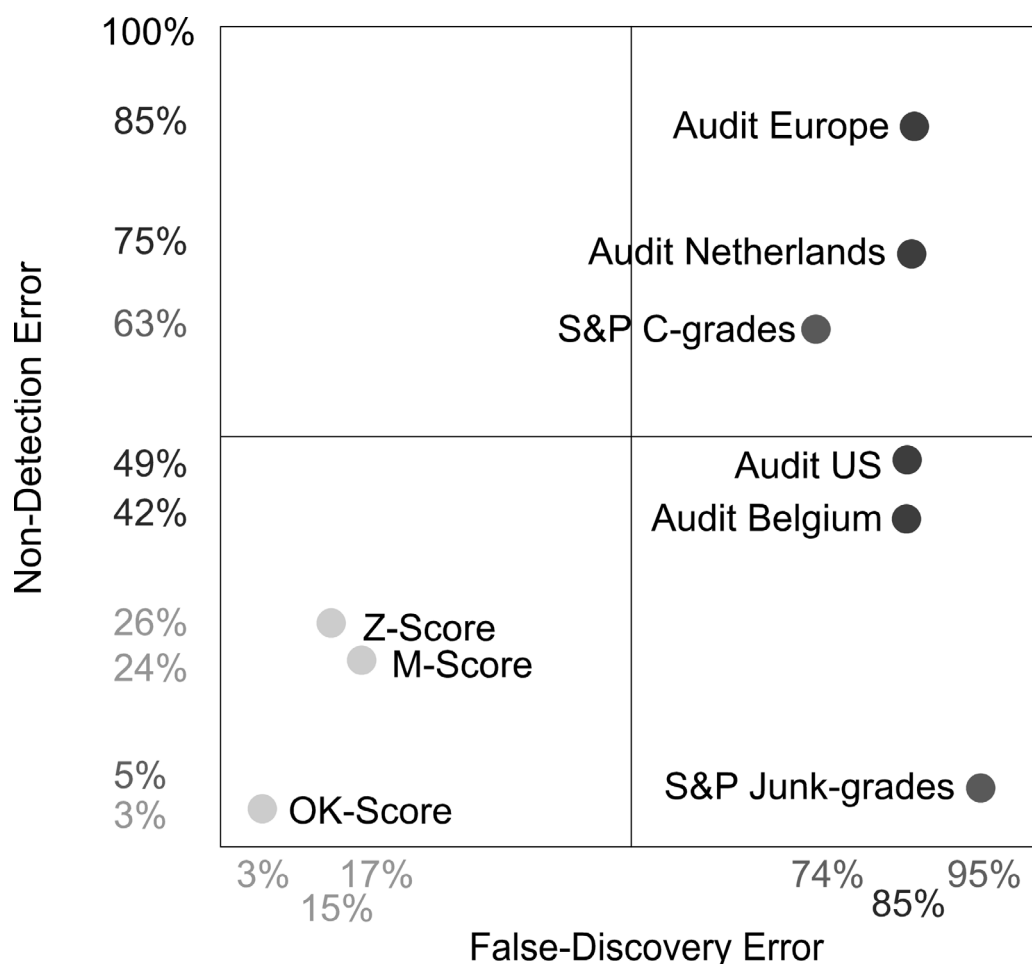 100%
85%
Audit Europe
75%
Audit Netherlands
63%
S&P C-grades
49%
Audit US
42%
Audit Belgium
26%
Z-Score
24%
M-Score
5%
S&P Junk-grades
3%
OK-Score
3%
17%
74%
95%
15%
85%
False-Discovery Error
Non-Detection Error